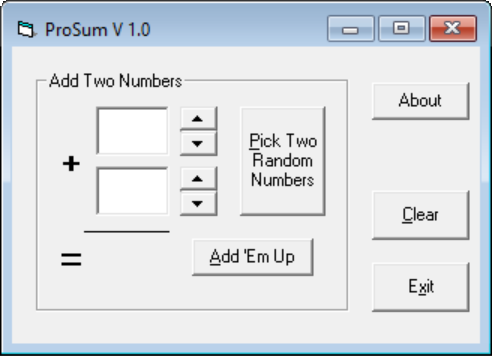 ProSum V 1.0
Add Two Numbers
About
+
Pick Two
Random
Numbers
Clear
=
Add 'Em Up
Exit